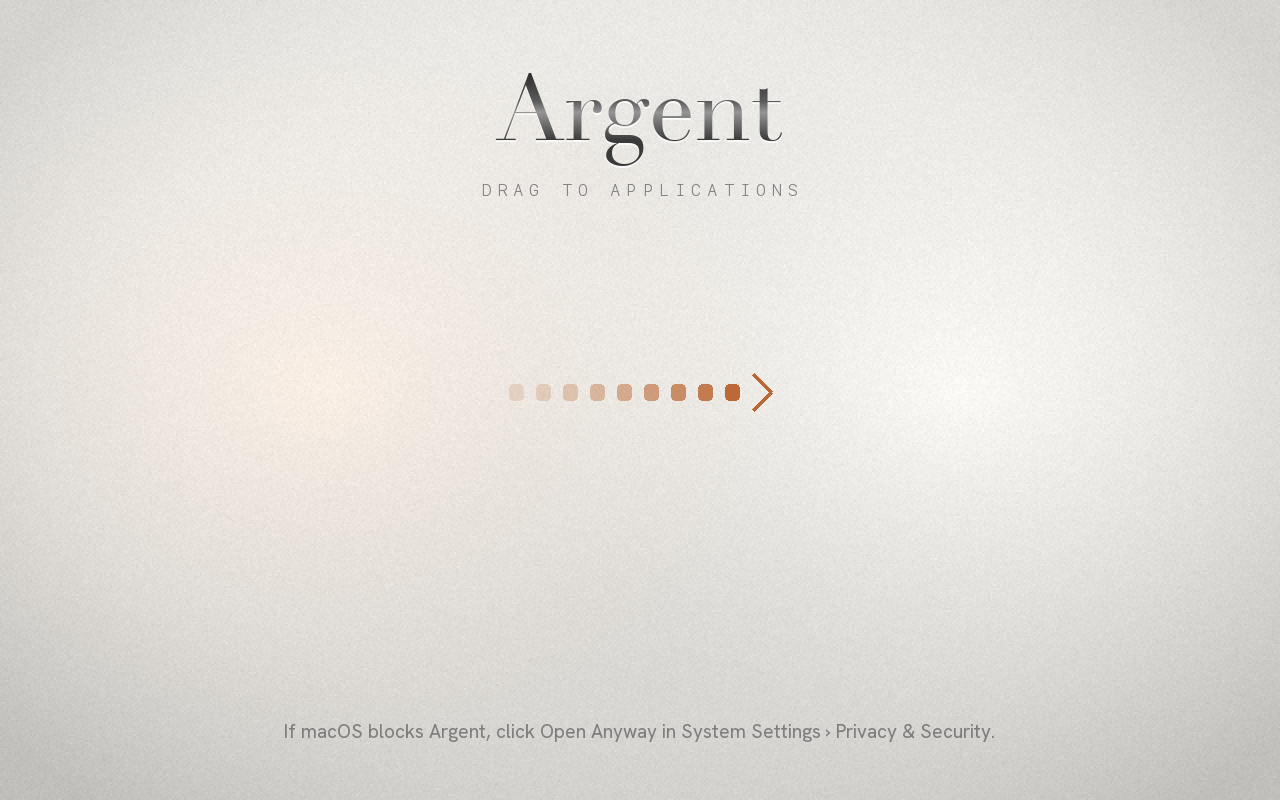 Argent
DRAG TO APPLICATIONS
If macOS blocks Argent, click Open Anyway in System Settings › Privacy & Security.